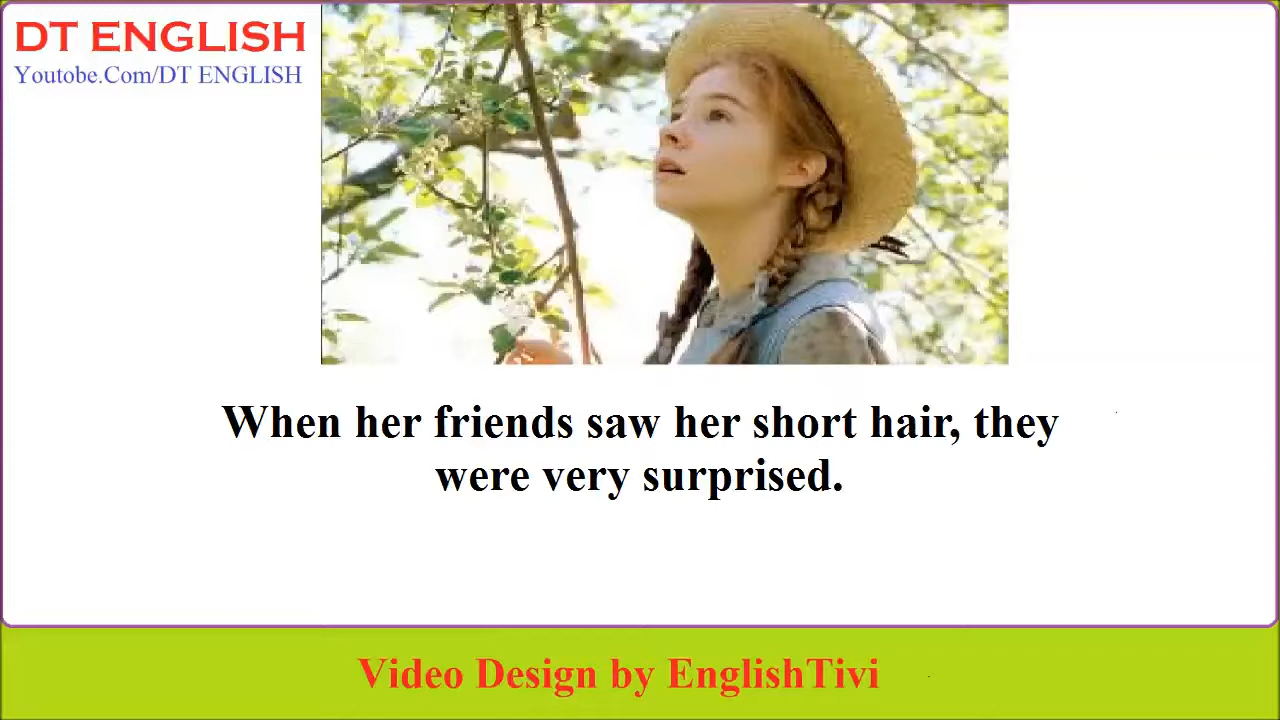 DT ENGLISH
Youtobe.Com/DT ENGLISH
When her friends saw her short hair, they
were very surprised.
Video Design by EnglishTivi